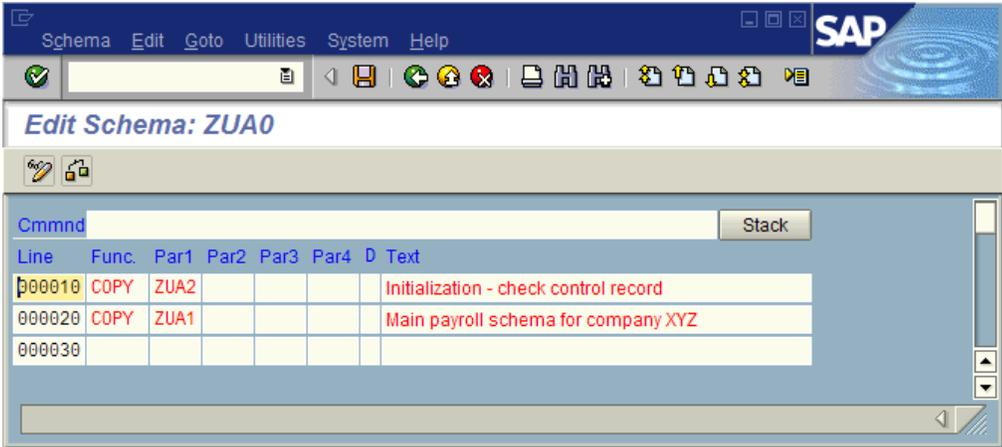 Schema Edit Goto Utilities System Help
SAP
Edit Schema: ZUA0
Cmmnd Stack
Line Func. Par1 Par2 Par3 Par4 D Text
000010 COPY ZUA2 Initialization - check control record
000020 COPY ZUA1 Main payroll schema for company XYZ
000030